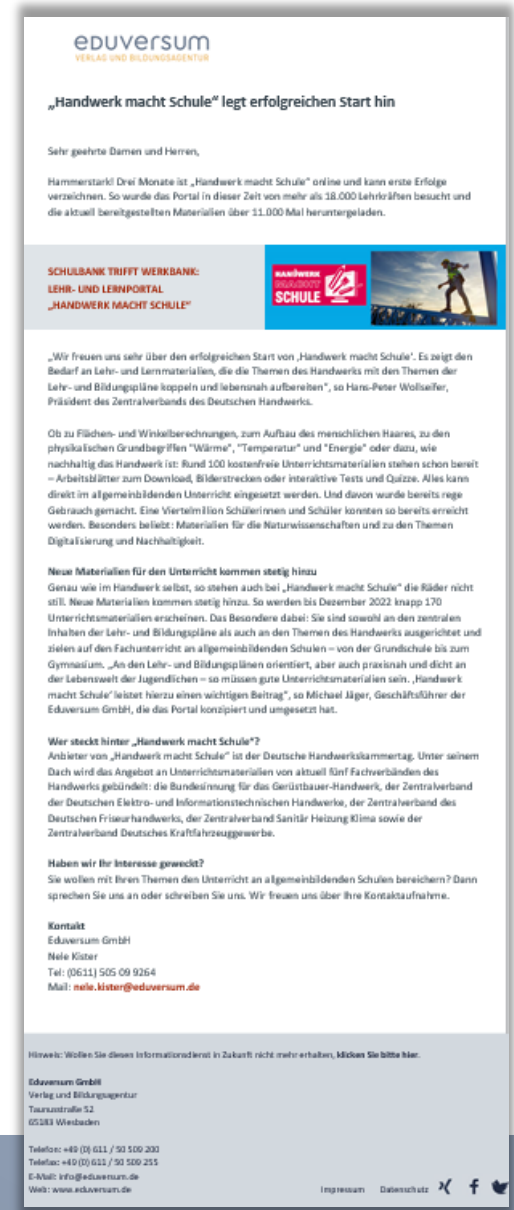 eDUVersum
VERLAG UND BILDUNGSAGENTUR
„Handwerk macht Schule“ legt erfolgreichen Start hin
Sehr geehrte Damen und Herren,
Hammerstark! Drei Monate ist „Handwerk macht Schule“ online und kann erste Erfolge
verzeichnen. So wurde das Portal in dieser Zeit von mehr als 18.000 Lehrkräften besucht und
die aktuell bereitgestellten Materialien über 11.000 Mal heruntergeladen.
SCHULBANK TRIFFT WERKBANK:
LEHR- UND LERNPORTAL
„HANDWERK MACHT SCHULE“
HANDWERK
MACHT
SCHULE
„Wir freuen uns sehr über den erfolgreichen Start von ‚Handwerk macht Schule‘. Es zeigt den
Bedarf an Lehr- und Lernmaterialien, die die Themen des Handwerks mit den Themen der
Lehr- und Bildungspläne koppeln und lebensnah aufbereiten“, so Hans-Peter Wollseifer,
Präsident des Zentralverbands des Deutschen Handwerks.
Ob zu Flächen- und Winkelberechnungen, zum Aufbau des menschlichen Haares, zu den
physikalischen Grundbegriffen "Wärme", "Temperatur" und "Energie" oder dazu, wie
nachhaltig das Handwerk ist: Rund 100 kostenfreie Unterrichtsmaterialien stehen schon bereit
– Arbeitsblätter zum Download, Bilderstrecken oder interaktive Tests und Quizze. Alles kann
direkt im allgemeinbildenden Unterricht eingesetzt werden. Und davon wurde bereits rege
Gebrauch gemacht. Eine Viertelmillion Schülerinnen und Schüler konnten so bereits erreicht
werden. Besonders beliebt: Materialien für die Naturwissenschaften und zu den Themen
Digitalisierung und Nachhaltigkeit.
Neue Materialien für den Unterricht kommen stetig hinzu
Genau wie im Handwerk selbst, so stehen auch bei „Handwerk macht Schule“ die Räder nicht
still. Neue Materialien kommen stetig hinzu. So werden bis Dezember 2022 knapp 170
Unterrichtsmaterialien erscheinen. Das Besondere dabei: Sie sind sowohl an den zentralen
Inhalten der Lehr- und Bildungspläne als auch an den Themen des Handwerks ausgerichtet und
zielen auf den Fachunterricht an allgemeinbildenden Schulen – von der Grundschule bis zum
Gymnasium. „An den Lehr- und Bildungsplänen orientiert, aber auch praxisnah und dicht an
der Lebenswelt der Jugendlichen – so müssen gute Unterrichtsmaterialien sein. ‚Handwerk
macht Schule‘ leistet hierzu einen wichtigen Beitrag“, so Michael Jäger, Geschäftsführer der
Eduversum GmbH, die das Portal konzipiert und umgesetzt hat.
Wer steckt hinter „Handwerk macht Schule“?
Anbieter von „Handwerk macht Schule“ ist der Deutsche Handwerkskammertag. Unter seinem
Dach wird das Angebot an Unterrichtsmaterialien von aktuell fünf Fachverbänden des
Handwerks gebündelt: die Bundesinnung für das Gerüstbauer-Handwerk, der Zentralverband
der Deutschen Elektro- und Informationstechnischen Handwerke, der Zentralverband des
Deutschen Friseurhandwerks, der Zentralverband Sanitär Heizung Klima sowie der
Zentralverband Deutsches Kraftfahrzeuggewerbe.
Haben wir Ihr Interesse geweckt?
Sie wollen mit Ihren Themen den Unterricht an allgemeinbildenden Schulen bereichern? Dann
sprechen Sie uns an oder schreiben Sie uns. Wir freuen uns über Ihre Kontaktaufnahme.
Kontakt
Eduversum GmbH
Nele Kister
Tel: (0611) 505 09 9264
Mail: nele.kister@eduversum.de
Hinweis: Wollen Sie diesen Informationsdienst in Zukunft nicht mehr erhalten, klicken Sie bitte hier.
Eduversum GmbH
Verlag und Bildungsagentur
Taunusstraße 52
65183 Wiesbaden
Telefon: +49 (0) 611 / 50 509 200
Telefax: +49 (0) 611 / 50 509 255
E-Mail: info@eduversum.de
Web: www.eduversum.de
Impressum Datenschutz